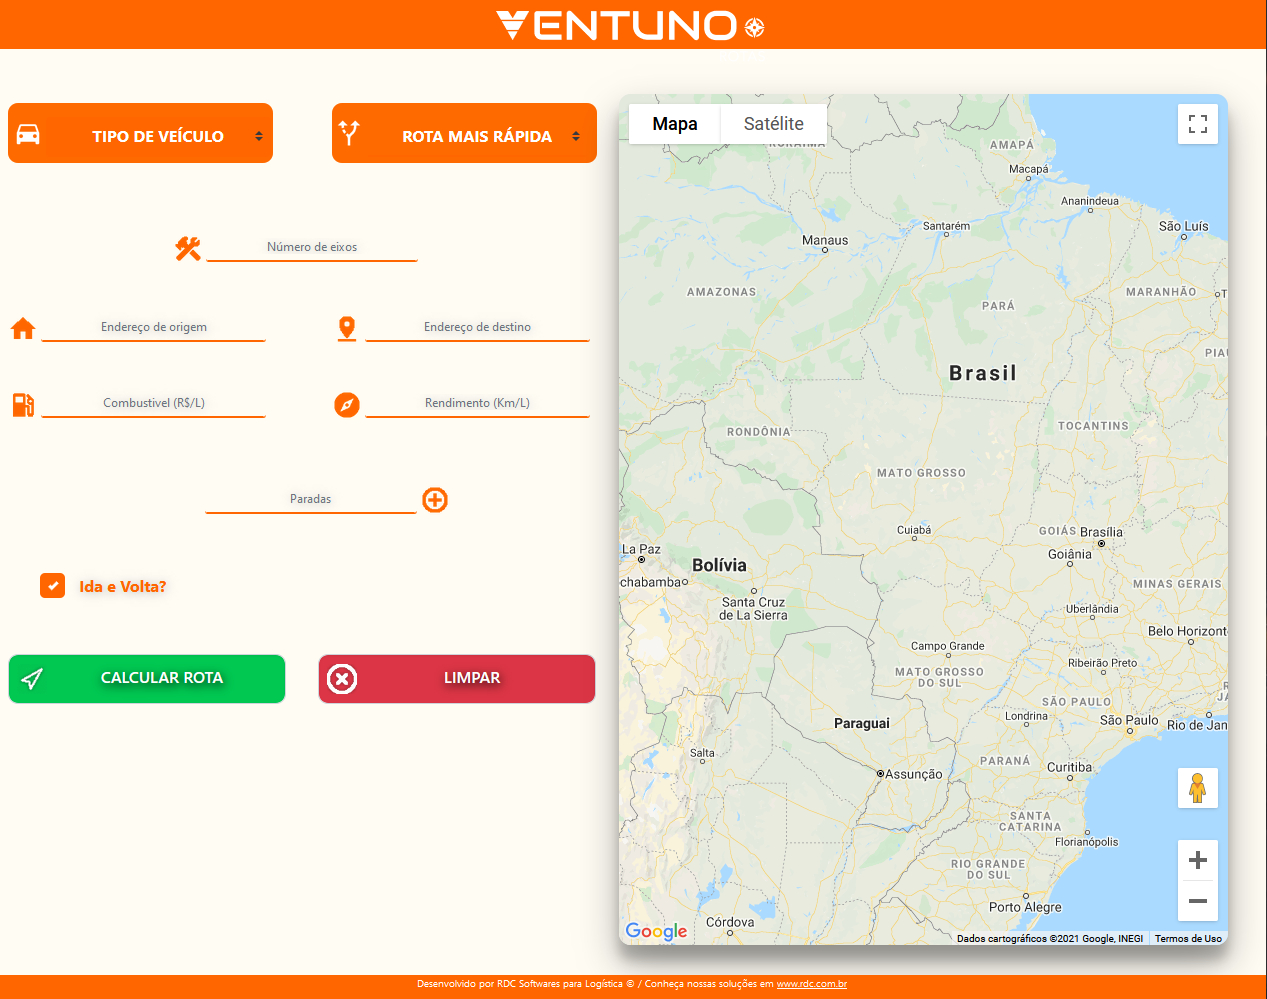 VENTUNO
TIPO DE VEÍCULO
ROTA MAIS RÁPIDA
Número de eixos
Endereço de origem
Endereço de destino
Combustivel (R$/L)
Rendimento (Km/L)
Paradas
Ida e Volta?
CALCULAR ROTA
LIMPAR
Mapa
Satélite
RORAIMA
AMAPÁ
Macapá
Ananindeua
Santarém
São Luís
Manaus
AMAZONAS
PARÁ
MARANHÃO
T
PIAU
Brasil
RONDÔNIA
TOCANTINS
MATO GROSSO
Cuiabá
GOIÁS
Brasília
Goiânia
La Paz
Bolívia
chabamba
Santa Cruz
de La Sierra
MINAS GERAIS
Uberlândia
Belo Horizont
Campo Grande
Ribeirão Preto
MATO GROSSO
DO SUL
SÃO PAULO
R
JA
Paraguai
Londrina
São Paulo
Rio de Jan
Salta
PARANÁ
Curitiba
Assunção
SANTA
CATARINA
Florianópolis
RIO GRANDE
DO SUL
Porto Alegre
Córdova
Google
Dados cartográficos ©2021 Google, INEGI
Termos de Uso
Desenvolvido por RDC Softwares para Logística © / Conheça nossas soluções em www.rdc.com.br